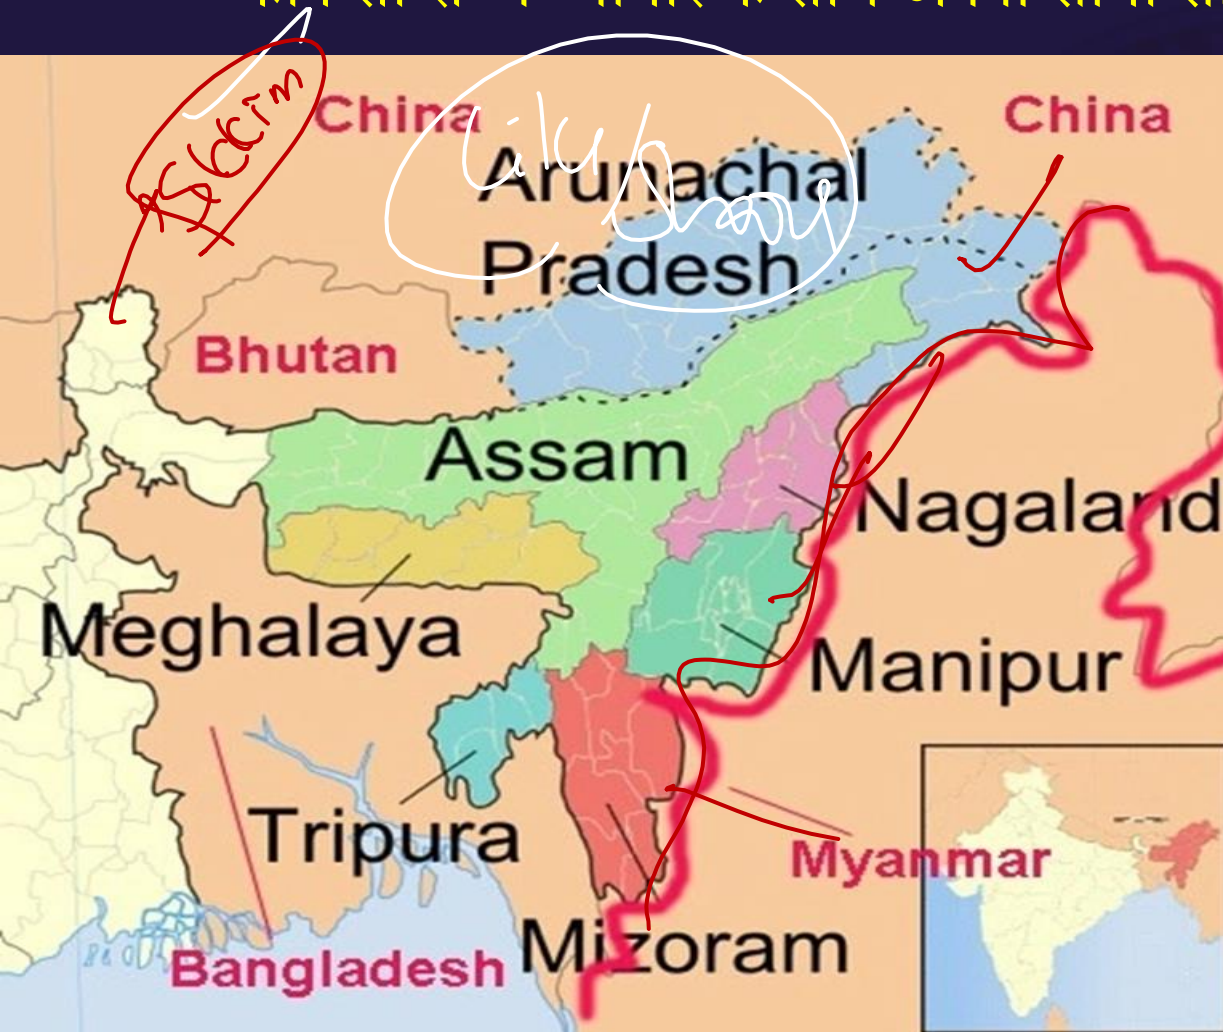 China
China
Sikkim
Arunachal
Pradesh
Bhutan
Assam
Nagaland
Meghalaya
Manipur
Tripura
Myanmar
Mizoram
Bangladesh